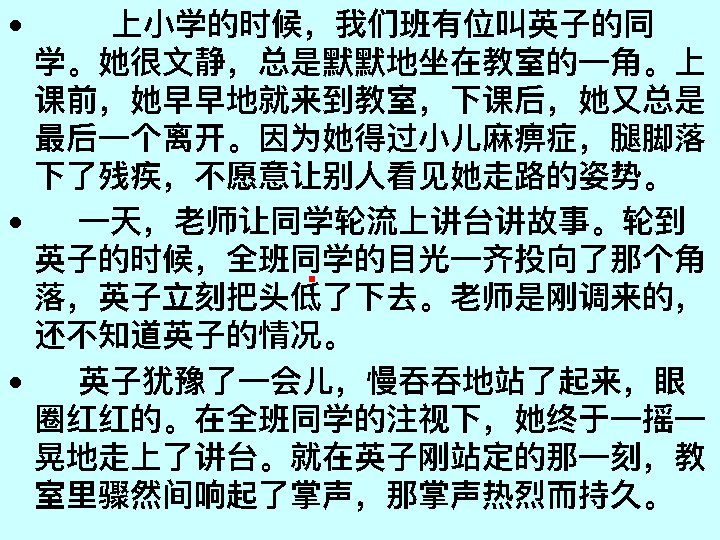 • 上小学的时候，我们班有位叫英子的同
学。她很文静，总是默默地坐在教室的一角。上
课前，她早早地就来到教室，下课后，她又总是
最后一个离开。因为她得过小儿麻痹症，腿脚落
下了残疾，不愿意让别人看见她走路的姿势。
• 一天，老师让同学轮流上讲台讲故事。轮到
英子的时候，全班同学的目光一齐投向了那个角
落，英子立刻把头低了下去。老师是刚调来的，
还不知道英子的情况。
• 英子犹豫了一会儿，慢吞吞地站了起来，眼
圈红红的。在全班同学的注视下，她终于一摇一
晃地走上了讲台。就在英子刚站定的那一刻，教
室里骤然间响起了掌声，那掌声热烈而持久。